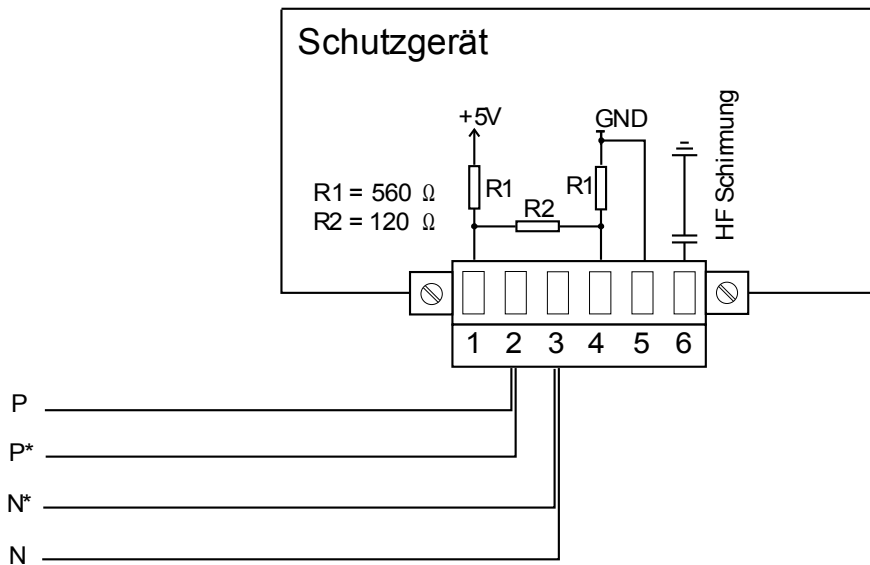 Schutzgerät
+5V
GND
HF Schirmung
R1 = 560 Ω
R2 = 120 Ω
R1
R2
R1
1 2 3 4 5 6
P
P*
N*
N